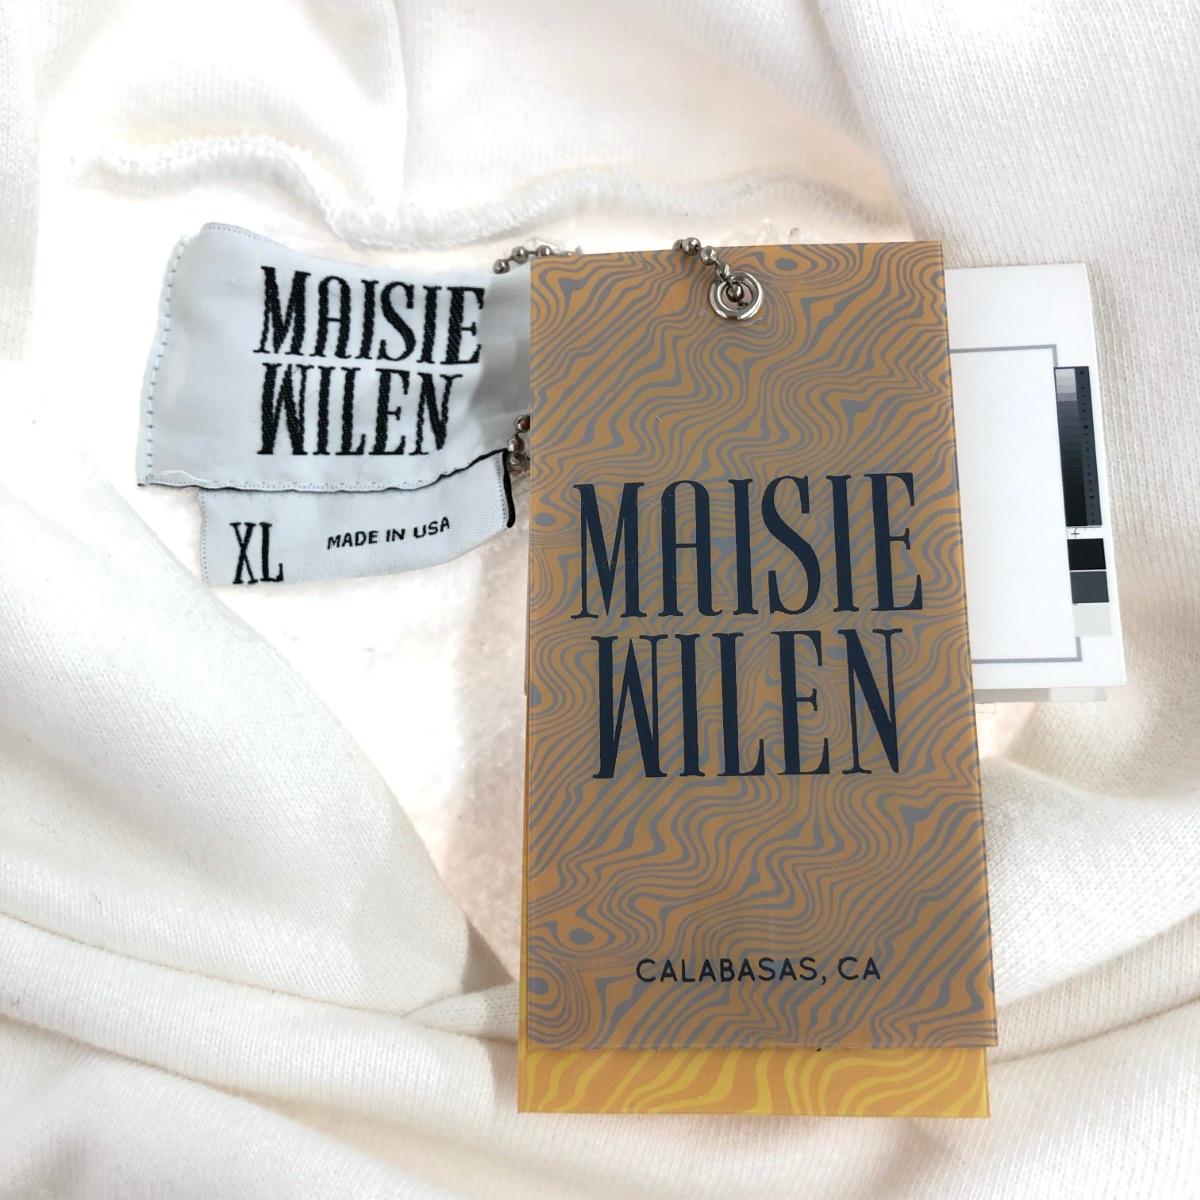 MAISIE
WILEN
XL
MADE IN USA
MAISIE
WILEN
CALABASAS, CA